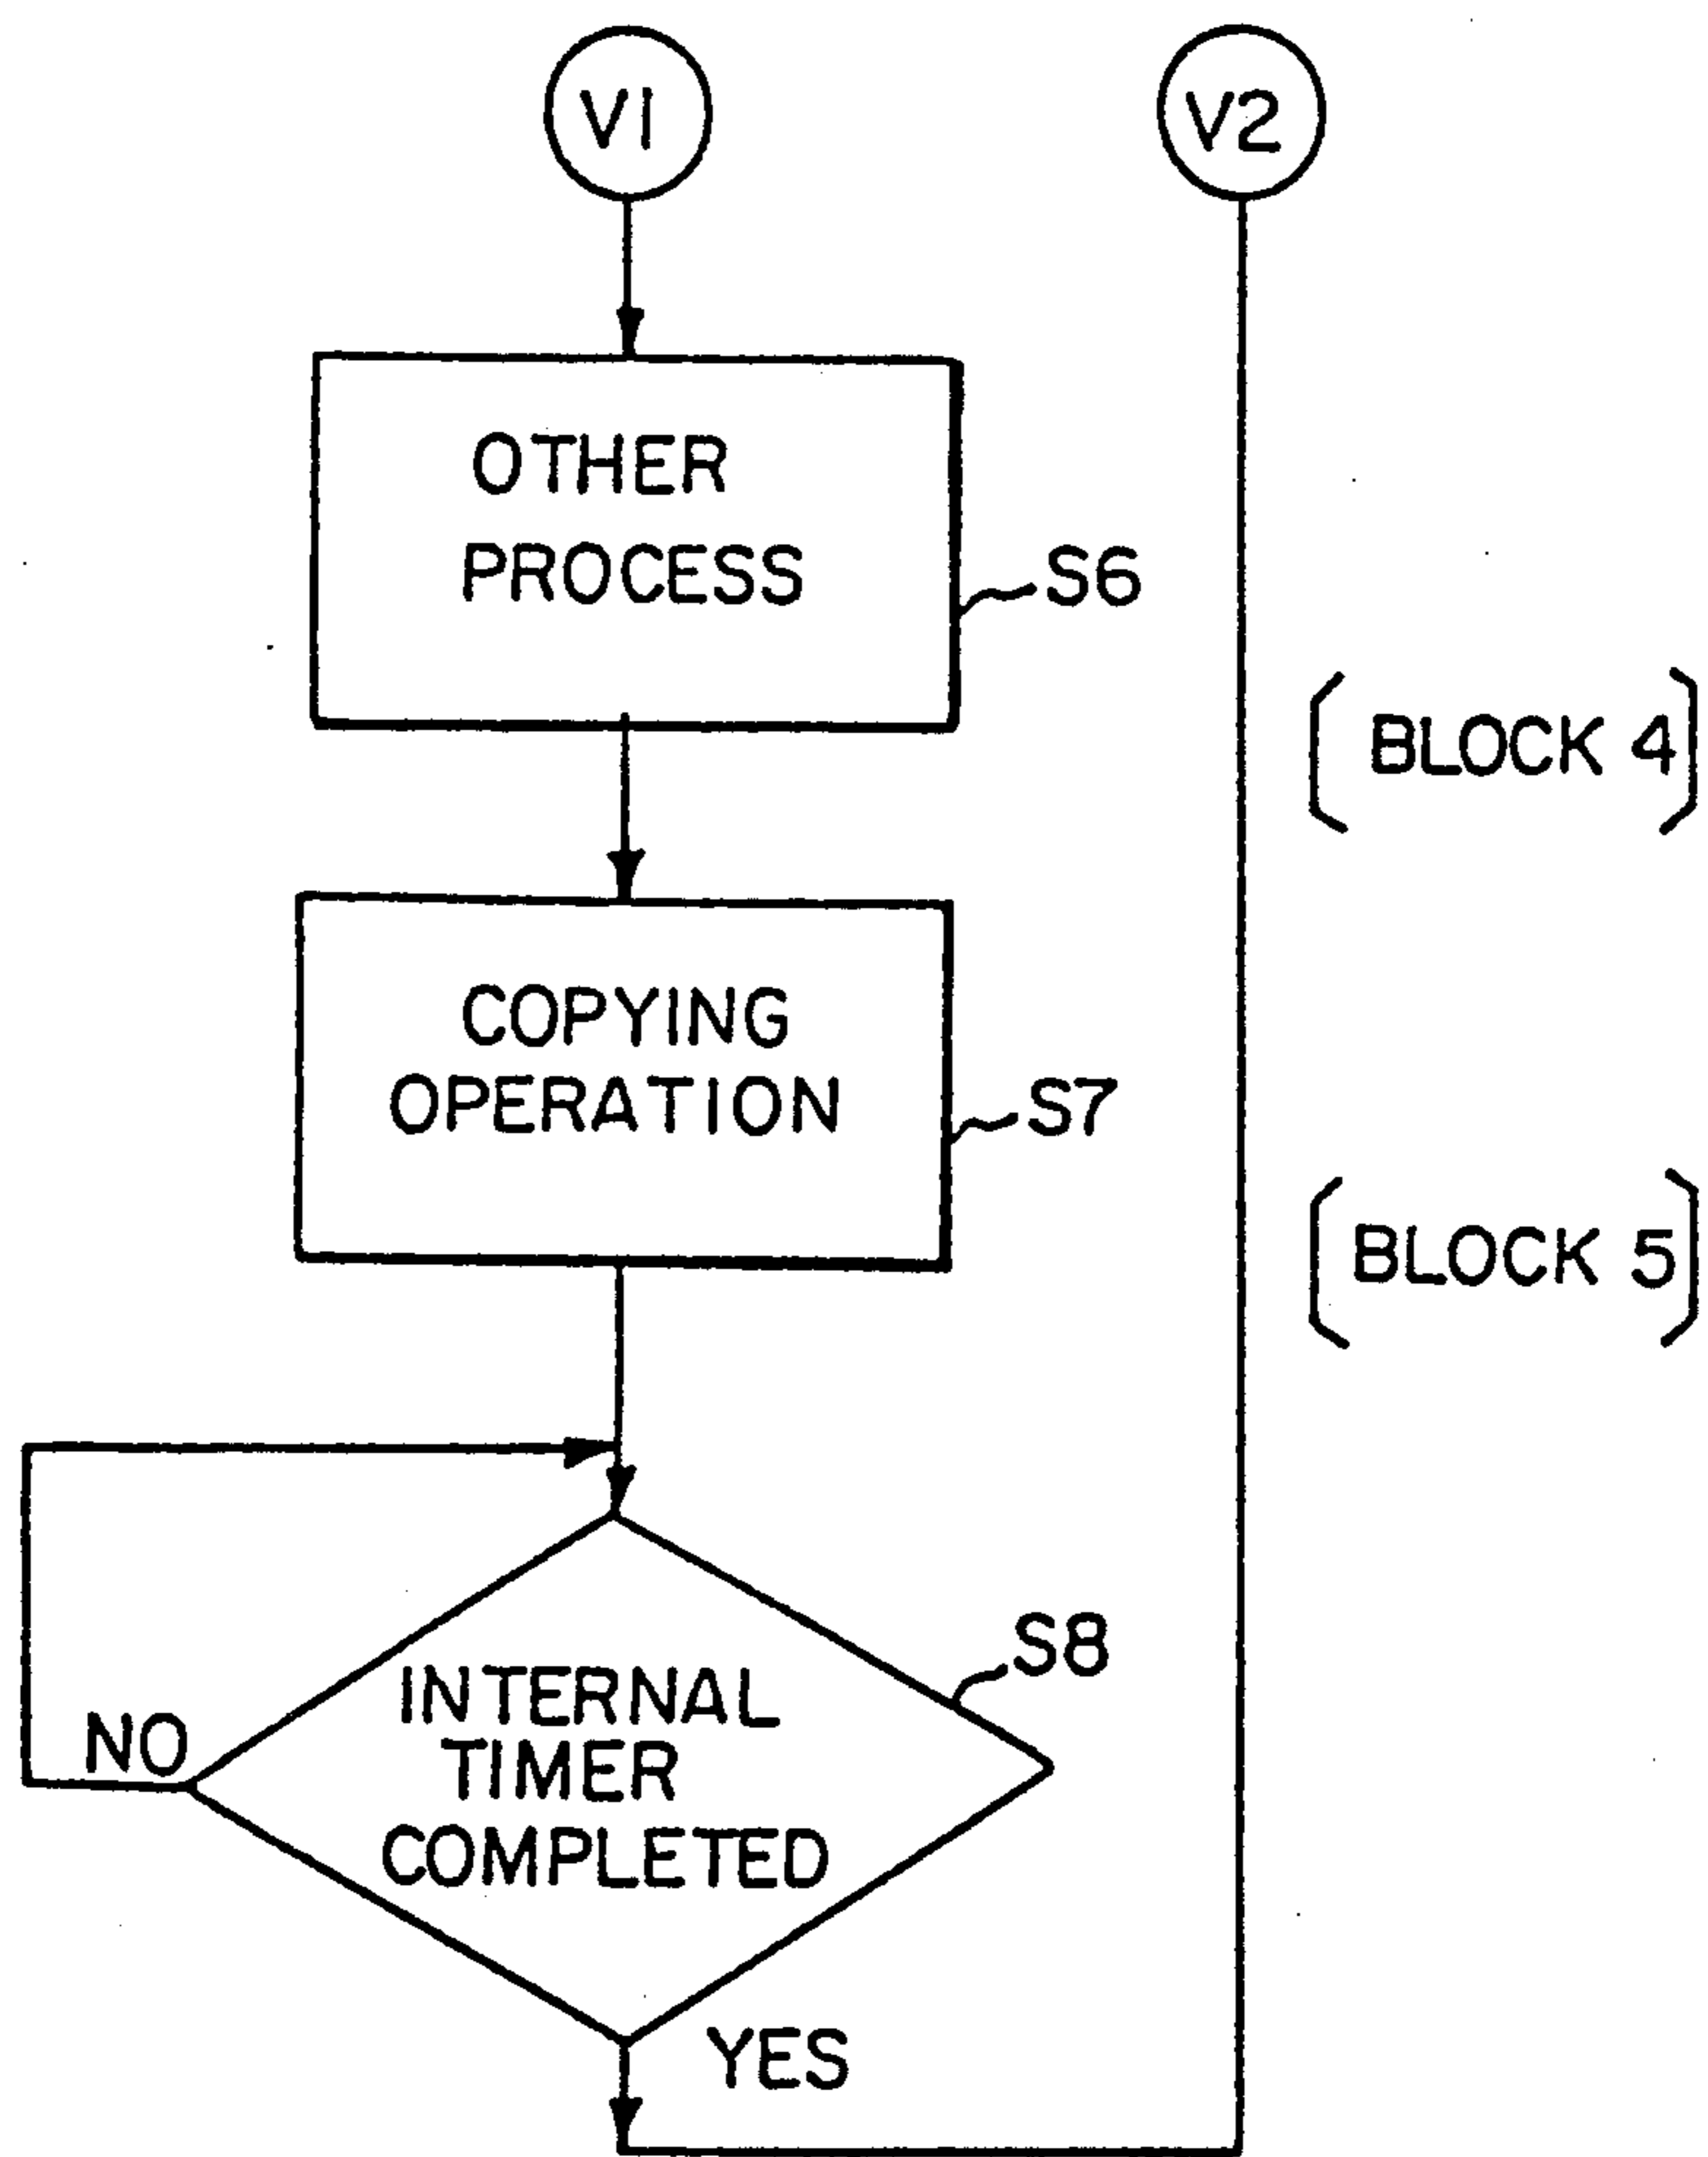 V1
V2
OTHER
PROCESS
S6
[BLOCK 4]
COPYING
OPERATION
S7
[BLOCK 5]
S8
INTERNAL
TIMER
COMPLETED
NO
YES